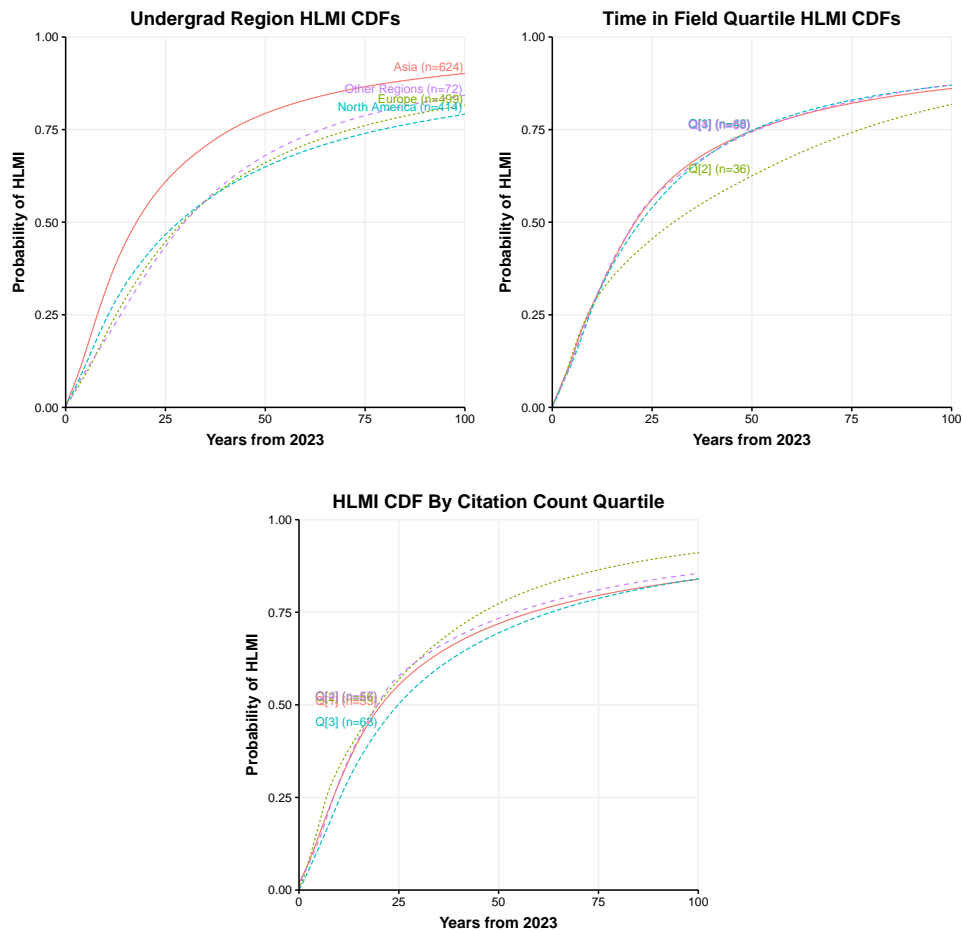 Undergrad Region HLMI CDFs
Probability of HLMI
1.00
0.75
0.50
0.25
0.00
Asia (n=624)
Other Regions (n=72)
Europe (n=499)
North America (n=414)
0 25 50 75 100
Years from 2023
Time in Field Quartile HLMI CDFs
Probability of HLMI
1.00
0.75
0.50
0.25
0.00
Q[2] (n=36)
0 25 50 75 100
Years from 2023
HLMI CDF By Citation Count Quartile
Probability of HLMI
1.00
0.75
0.50
0.25
0.00
Q[3] (n=68)
0 25 50 75 100
Years from 2023